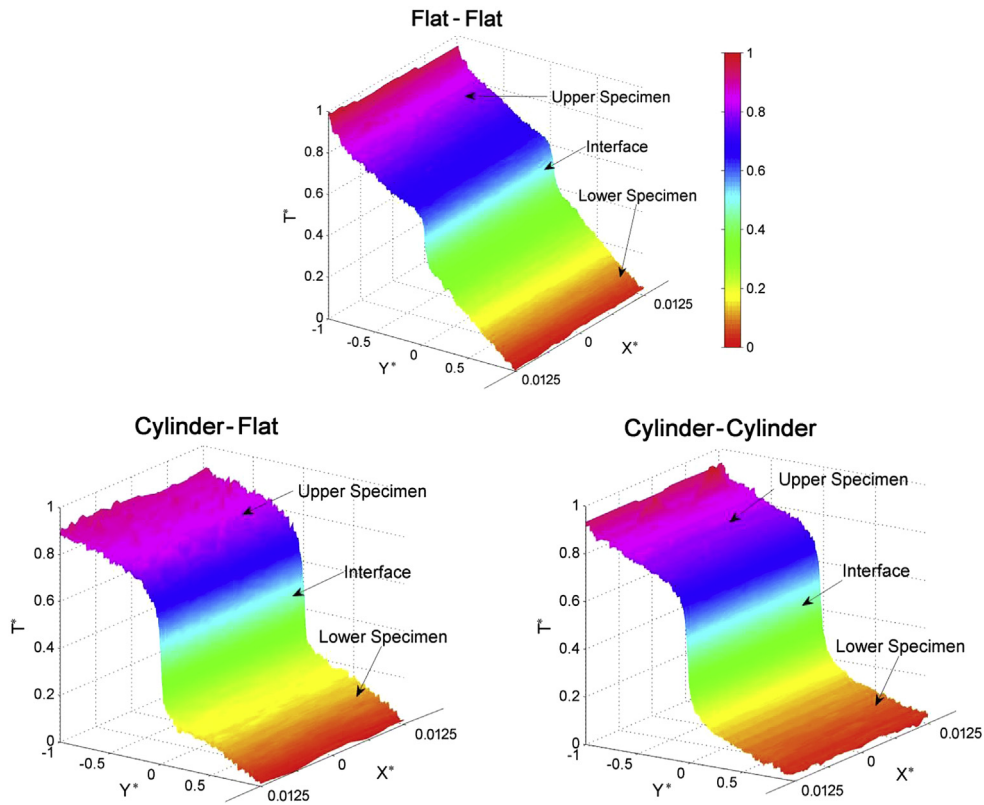 Flat-Flat
Upper Specimen
Interface
Lower Specimen
T*
1
0.8
0.6
0.4
0.2
0
-1
-0.5
0
0.5
Y*
0.0125
0
0.0125
X*
1
0.8
0.6
0.4
0.2
0
Cylinder-Flat
Upper Specimen
Interface
Lower Specimen
T*
1
0.8
0.6
0.4
0.2
0
-1
-0.5
0
0.5
Y*
0.0125
0
0.0125
X*
Cylinder-Cylinder
Upper Specimen
Interface
Lower Specimen
T*
1
0.8
0.6
0.4
0.2
0
-1
-0.5
0
0.5
Y*
0.0125
0
0.0125
X*